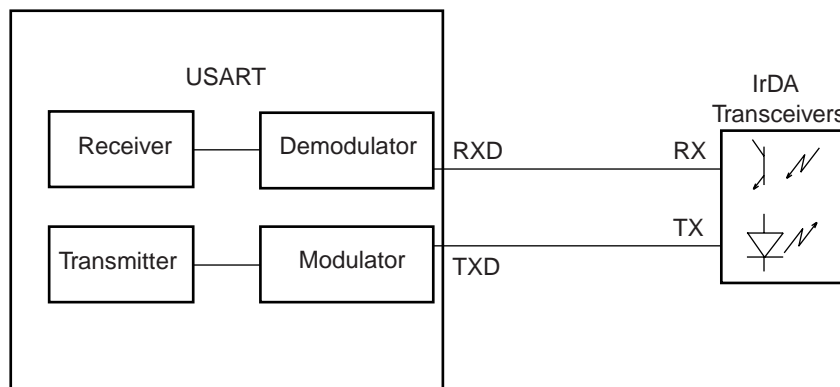 USART
IrDA
Transceivers
Receiver
Demodulator
RXD
RX
Transmitter
Modulator
TXD
TX